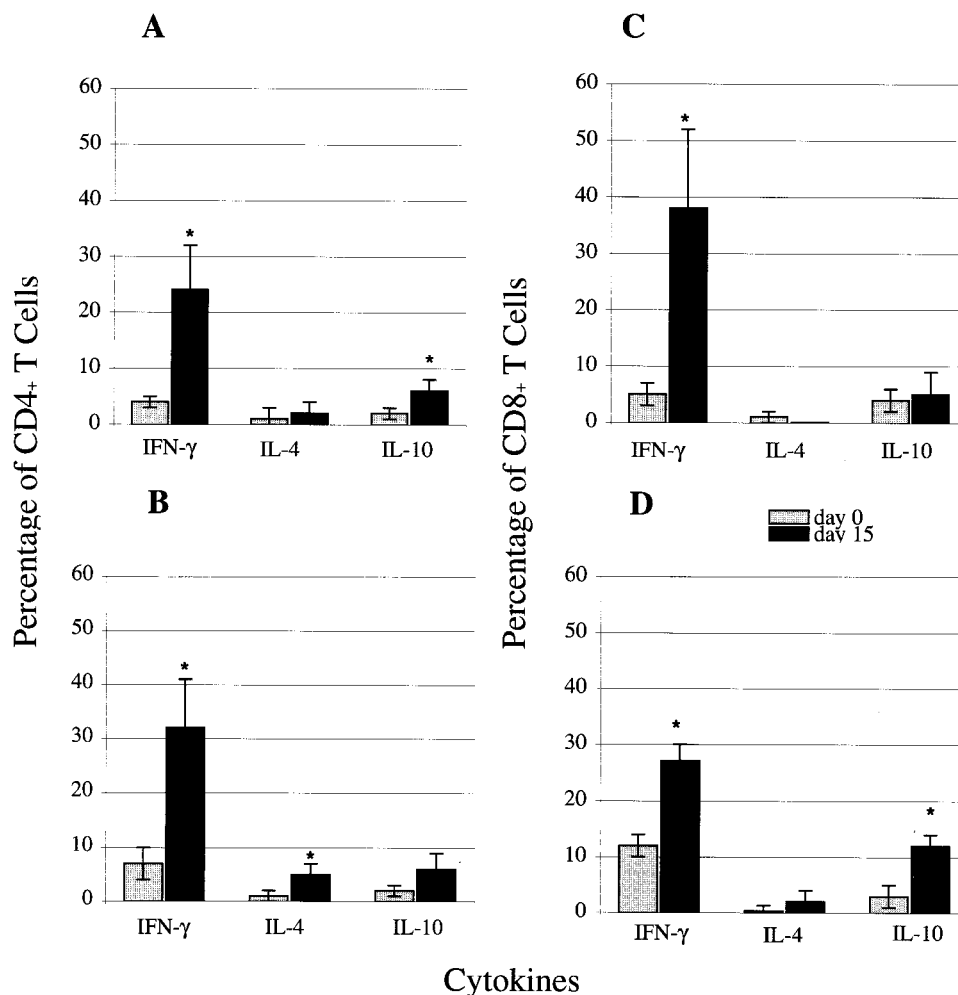 A
Percentage of CD4+ T Cells
60
50
40
30
20
10
0
*
*
IFN-γ
IL-4
IL-10
C
Percentage of CD8+ T Cells
60
50
40
30
20
10
0
*
IFN-γ
IL-4
IL-10
B
60
50
40
30
20
10
0
*
*
IFN-γ
IL-4
IL-10
D
day 0
day 15
60
50
40
30
20
10
0
*
*
IFN-γ
IL-4
IL-10
Cytokines